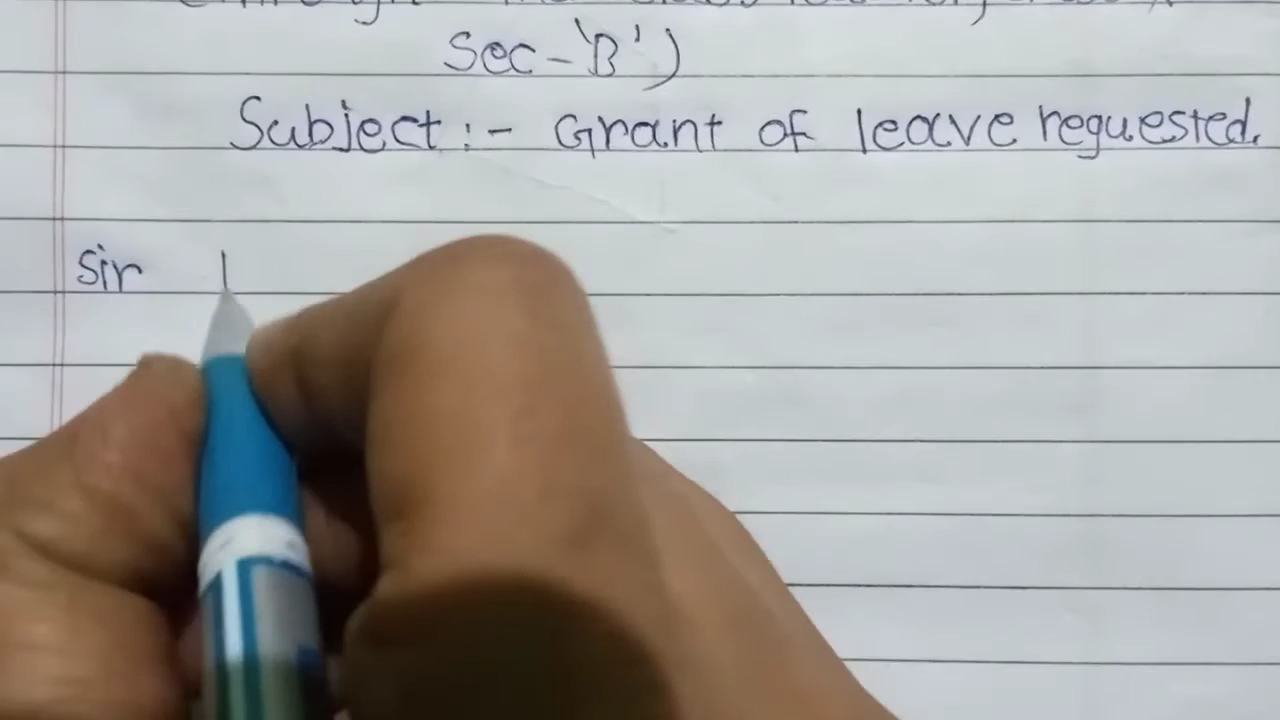 Sec-'B')
Subject :- Grant of leave requested.
Sir